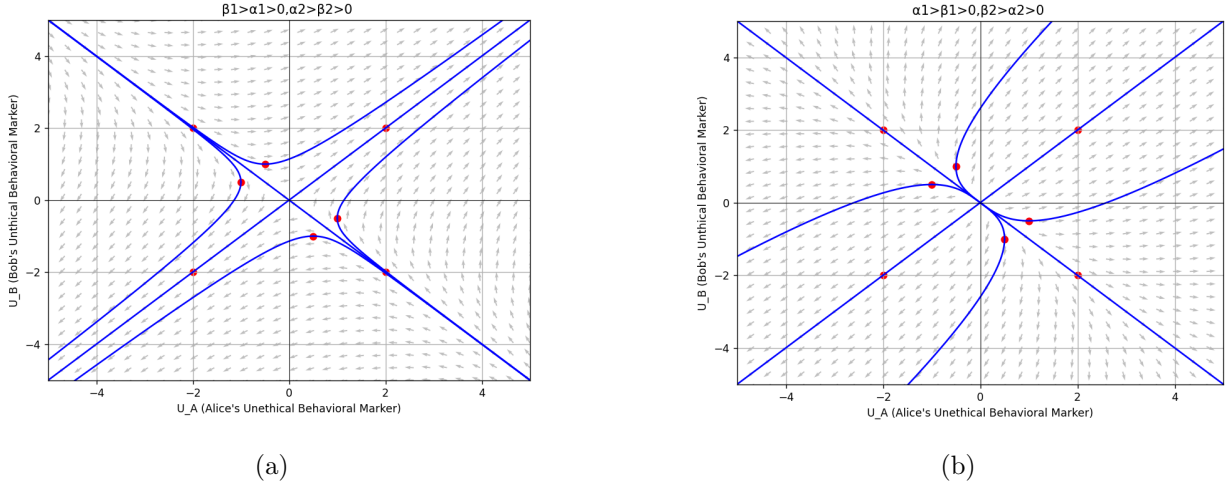 β1>α1>0,α2>β2>0
U_B (Bob's Unthical Behavioral Marker)
4
2
0
−2
−4
−4
−2
0
2
4
U_A (Alice's Unethical Behavioral Marker)
(a)
α1>β1>0,β2>α2>0
U_B (Bob's Unthical Behavioral Marker)
4
2
0
−2
−4
−4
−2
0
2
4
U_A (Alice's Unethical Behavioral Marker)
(b)